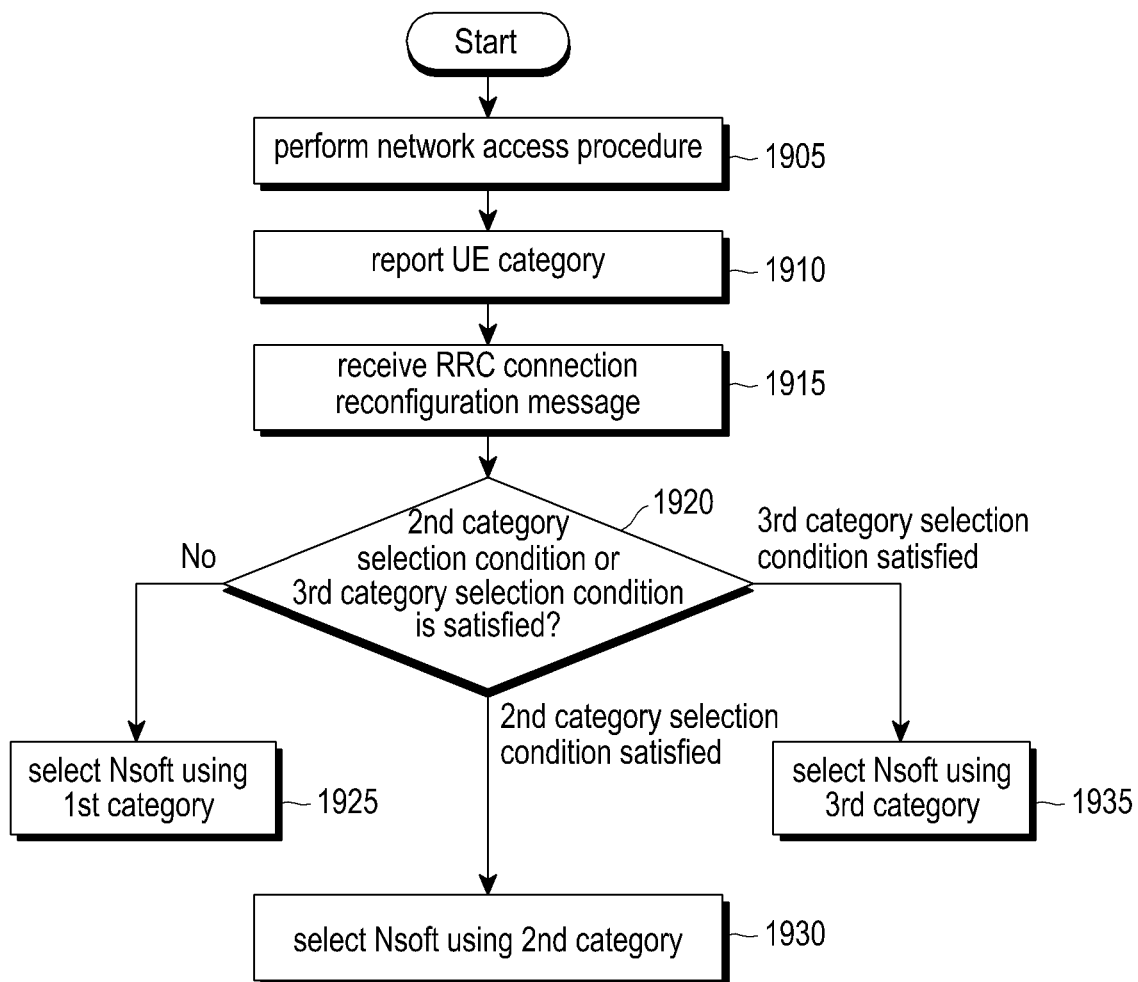 Start
perform network access procedure
1905
report UE category
1910
receive RRC connection
reconfiguration message
1915
1920
2nd category
selection condition or
3rd category selection condition
is satisfied?
No
3rd category selection
condition satisfied
2nd category selection
condition satisfied
select Nsoft using
1st category
1925
select Nsoft using
3rd category
1935
select Nsoft using 2nd category
1930